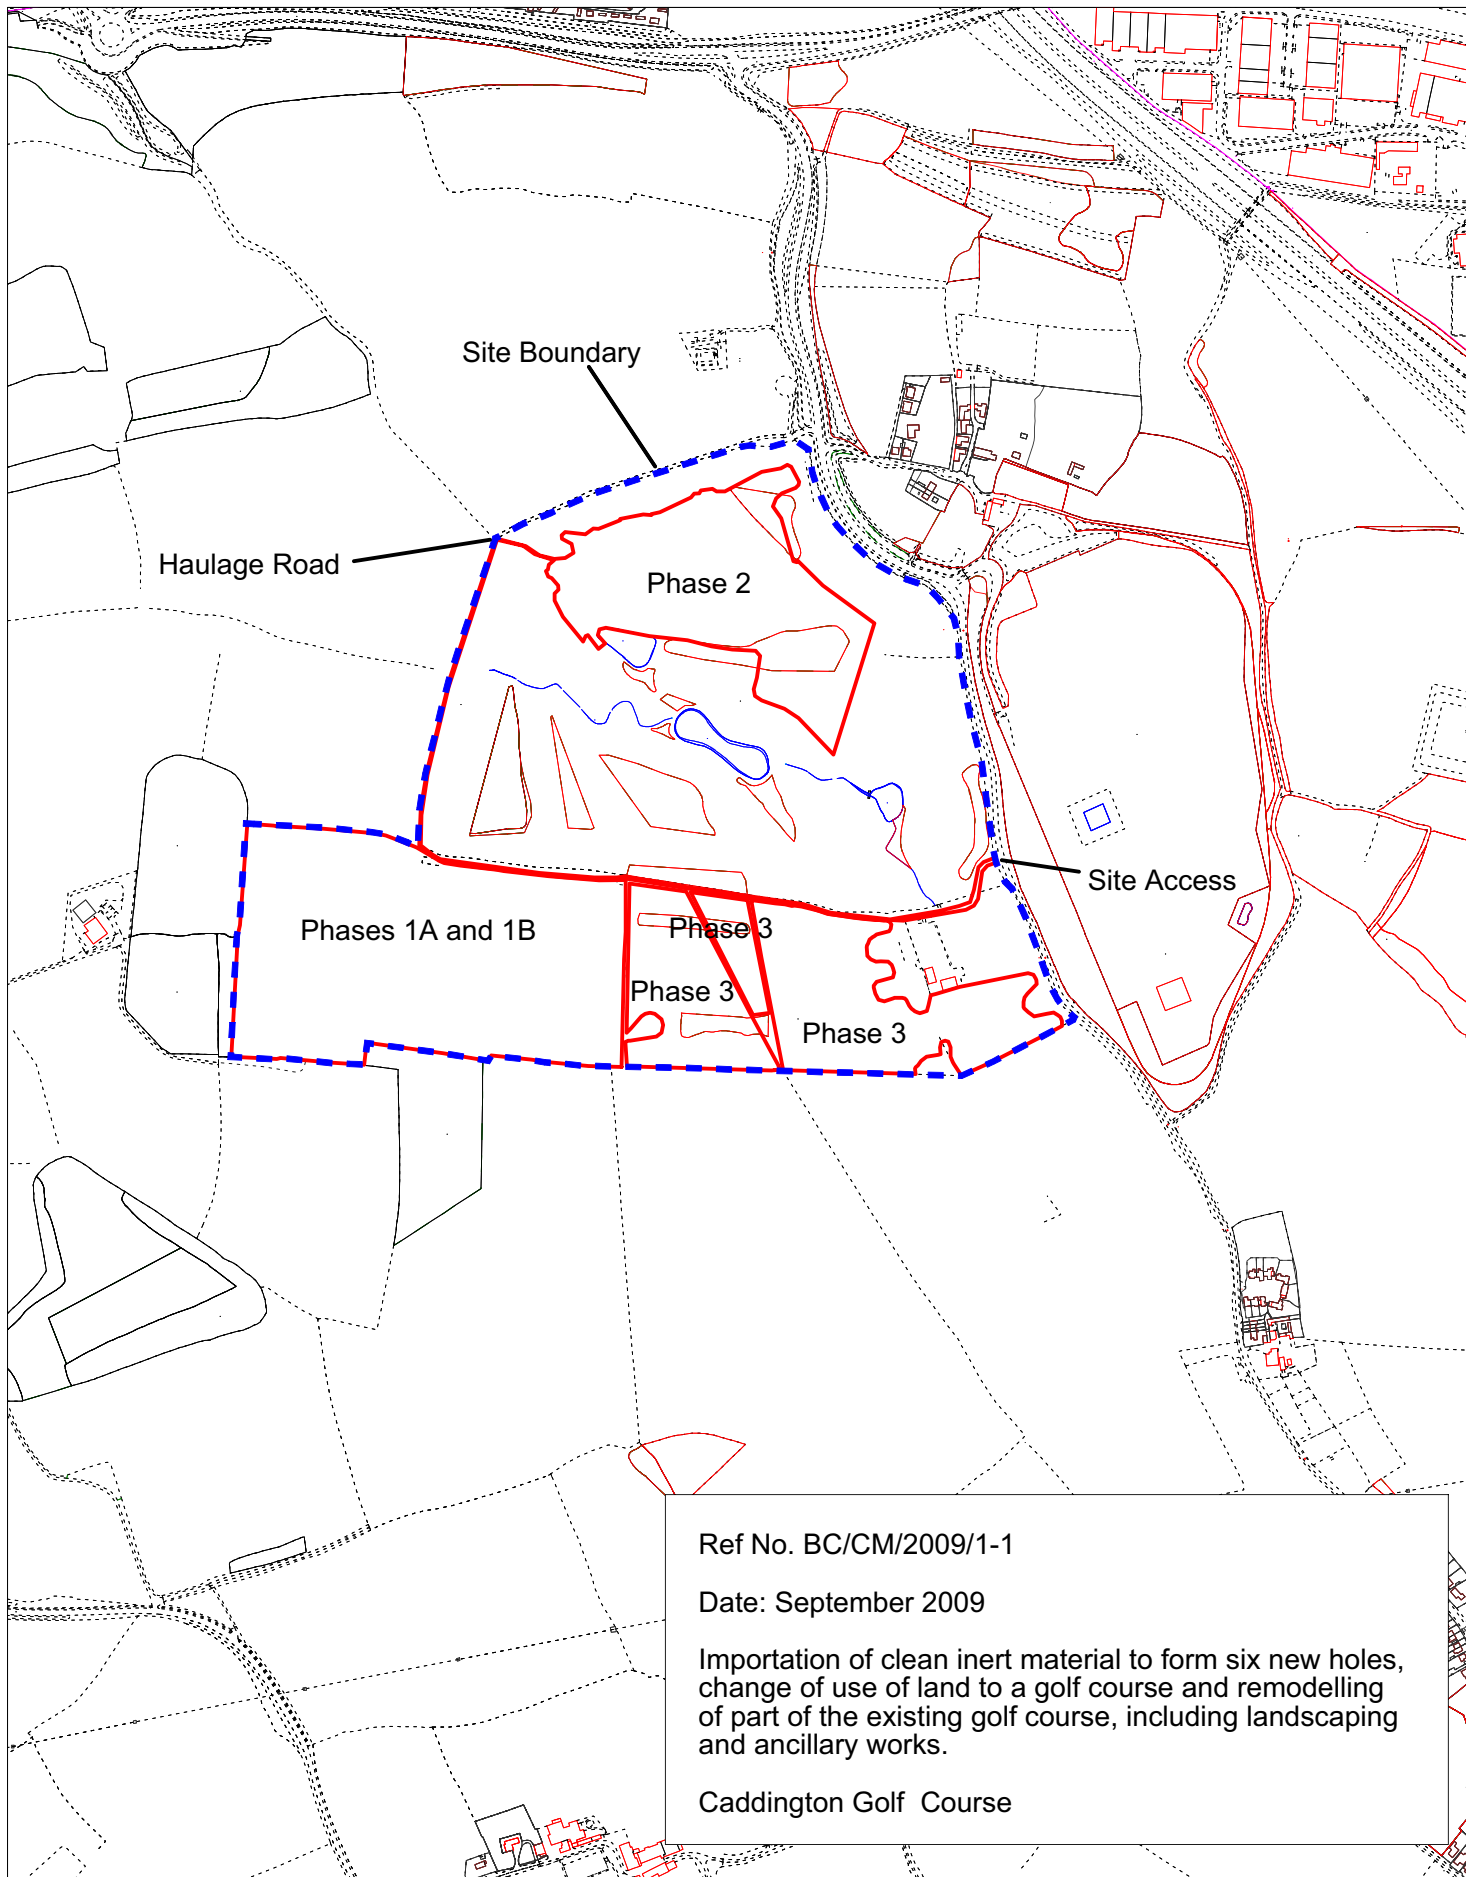 Site Boundary
Haulage Road
Phase 2
Site Access
Phases 1A and 1B
Phase 3
Phase 3
Phase 3
Ref No. BC/CM/2009/1-1
Date: September 2009
Importation of clean inert material to form six new holes,
change of use of land to a golf course and remodelling
of part of the existing golf course, including landscaping
and ancillary works.
Caddington Golf Course